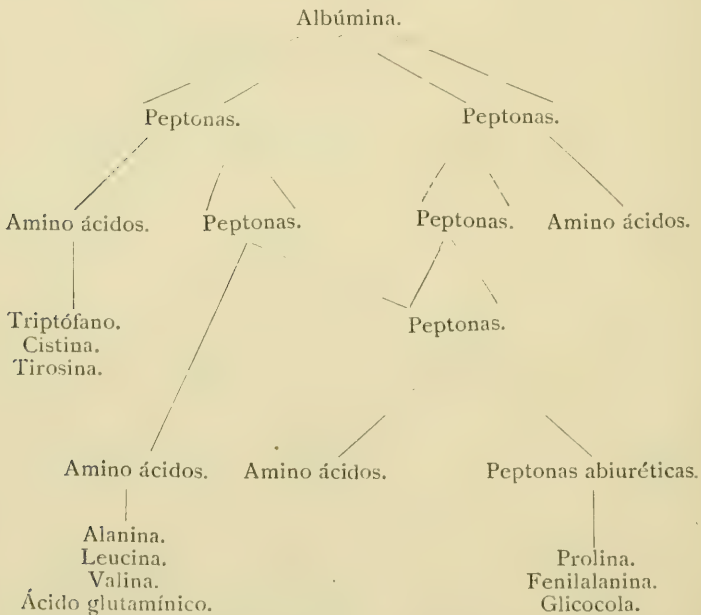 Albúmina.
Peptonas. Peptonas.
Amino ácidos. Peptonas. Peptonas. Amino ácidos.
Triptófano.
Cistina.
Tirosina.
Peptonas.
Amino ácidos. Amino ácidos. Peptonas abiuréticas.
Alanina.
Leucina.
Valina.
Ácido glutamínico.
Prolina.
Fenilalanina.
Glicocola.